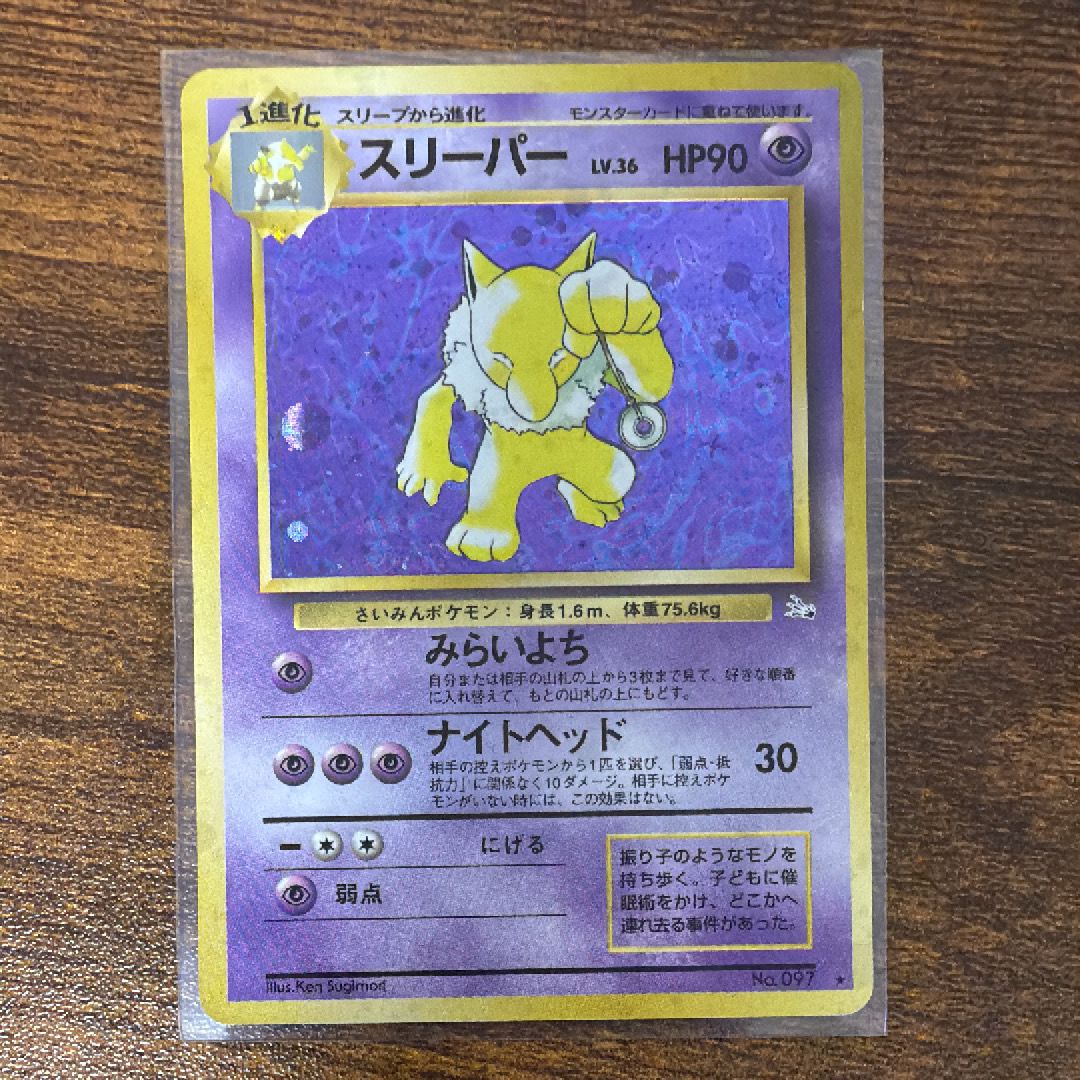 1進化 スリープから進化 モンスターカードに重ねて使います。
スリーパー LV.36 HP90
さいみんポケモン：身長1.6m、体重75.6kg
みらいよち
自分または相手の山札の上から3枚まで見て、好きな順番
に入れ替えて、もとの山札の上にもどす。
ナイトヘッド 30
相手の控えポケモンから1匹を選び、「弱点・抵
抗力」に関係なく10ダメージ。相手に控えポケ
モンがいない時には、この効果はない。
にげる
弱点
振り子のようなモノを
持ち歩く。子どもに催
眠術をかけ、どこかへ
連れ去る事件があった。
Illus.Ken Sugimori No.097